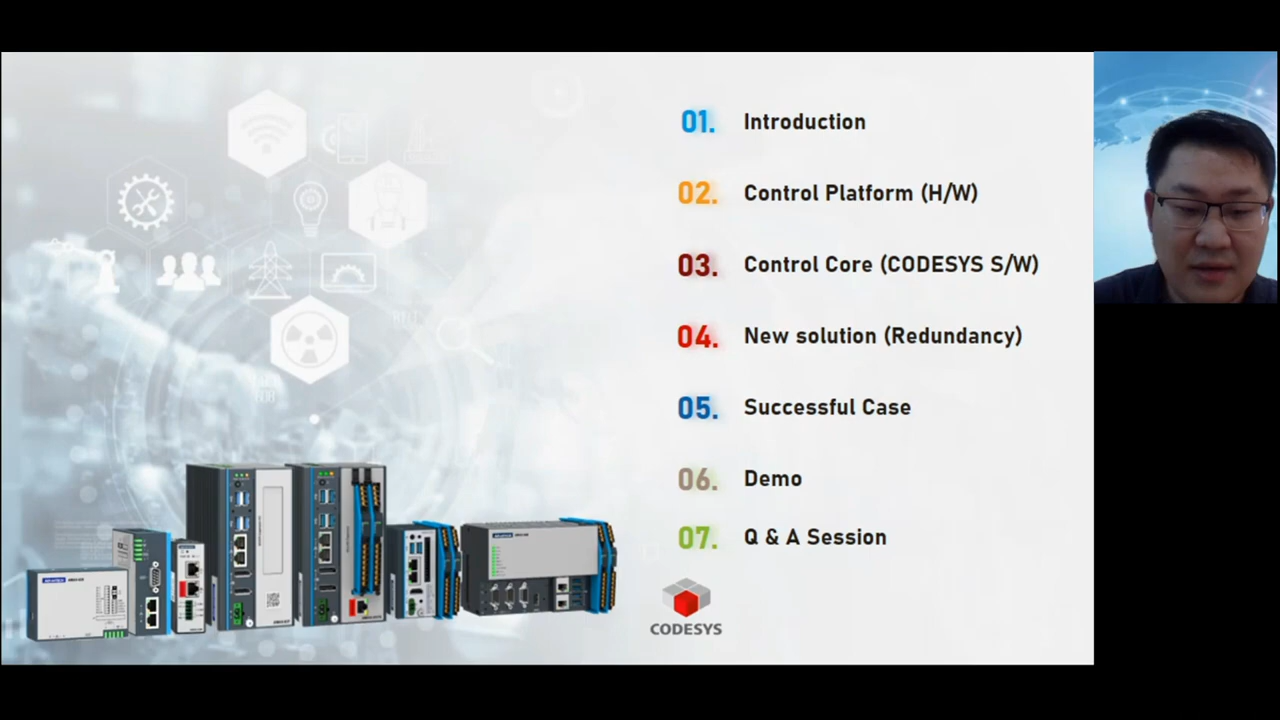 01. Introduction
02. Control Platform (H/W)
03. Control Core (CODESYS S/W)
04. New solution (Redundancy)
05. Successful Case
06. Demo
07. Q & A Session
CODESYS